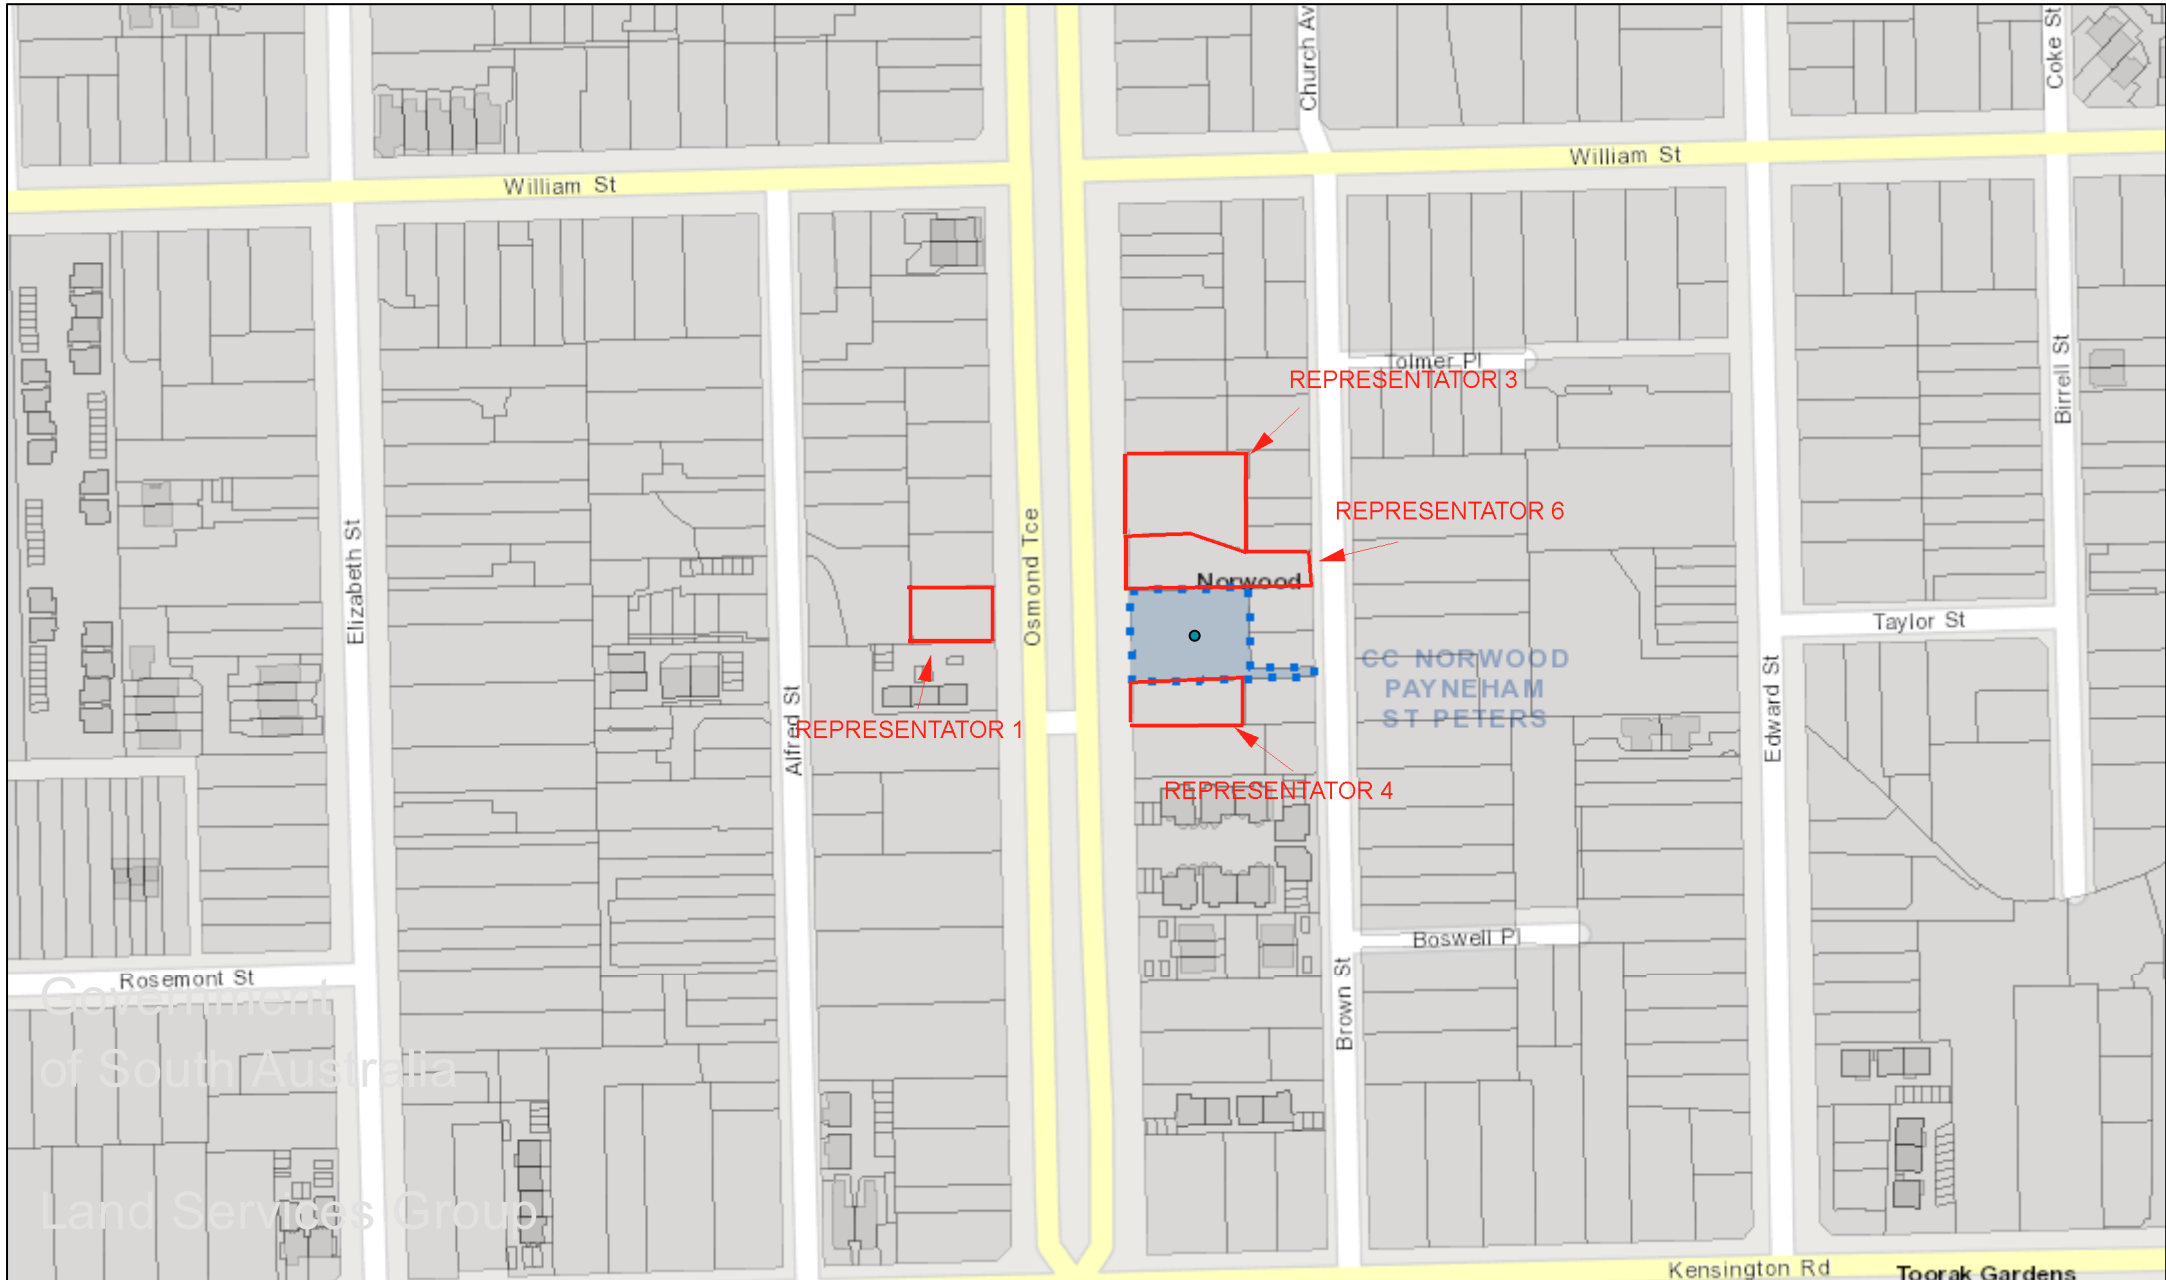 Church Av
Coke St
William St
William St
Tolmer Pl
REPRESENTATOR 3
Birrell St
REPRESENTATOR 6
Osmond Tce
Elizabeth St
Norwood
Taylor St
CC NORWOOD
PAYNEHAM
ST PETERS
Edward St
Alfred St
REPRESENTATOR 1
REPRESENTATOR 4
Boswell Pl
Rosemont St
Brown St
Government
of South Australia
Land Services Group
Kensington Rd
Toorak Gardens